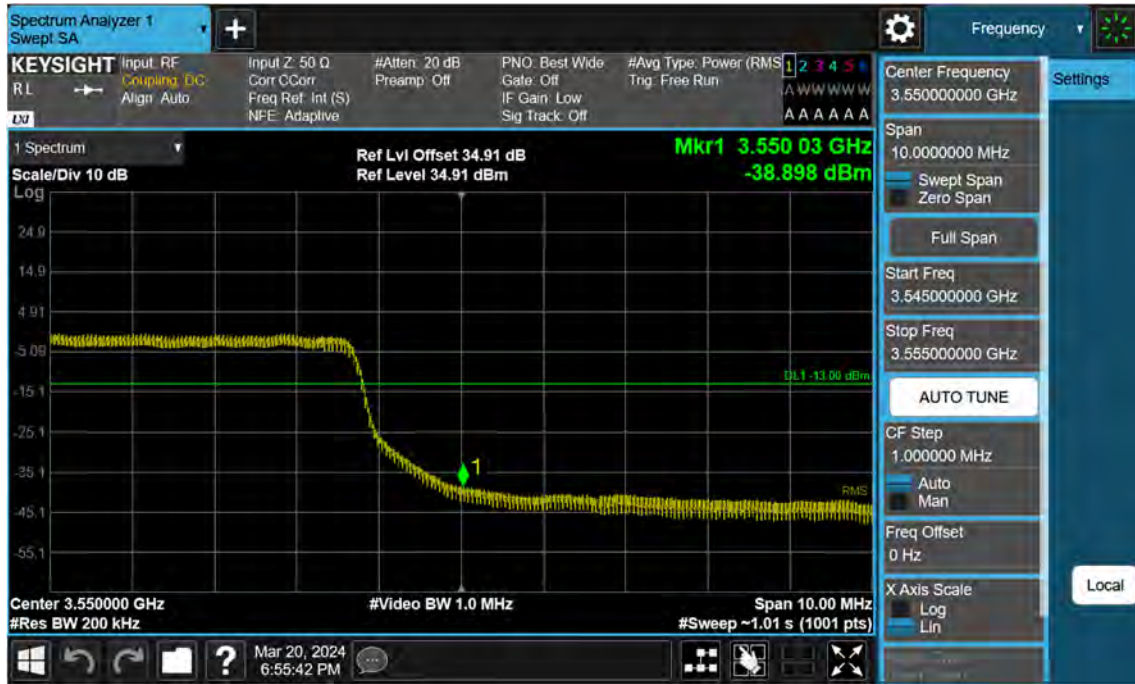 Spectrum Analyzer 1
Swept SA
+
Frequency
KEYSIGHT
RL
LXI
Input: RF
Coupling: DC
Align: Auto
Input Z: 50 Ω
Corr CCorr
Freq Ref: Int (S)
NFE: Adaptive
#Atten: 20 dB
Preamp: Off
PNO: Best Wide
Gate: Off
IF Gain: Low
Sig Track: Off
#Avg Type: Power (RMS
Trig: Free Run
1 2 3 4 5 6
A W W W W W
A A A A A A
Center Frequency
3.550000000 GHz
Settings
1 Spectrum
Scale/Div 10 dB
Ref Lvl Offset 34.91 dB
Ref Level 34.91 dBm
Mkr1 3.550 03 GHz
-38.898 dBm
Span
10.0000000 MHz
Swept Span
Zero Span
Full Span
Start Freq
3.545000000 GHz
Stop Freq
3.555000000 GHz
AUTO TUNE
CF Step
1.000000 MHz
Auto
Man
Freq Offset
0 Hz
X Axis Scale
Log
Lin
Local
Log
24.9
14.9
4.91
-5.09
DL1 -13.00 dBm
-15.1
-25.1
1
-35.1
RMS
-45.1
-55.1
Center 3.550000 GHz
#Video BW 1.0 MHz
Span 10.00 MHz
#Res BW 200 kHz
#Sweep ~1.01 s (1001 pts)
?
Mar 20, 2024
6:55:42 PM